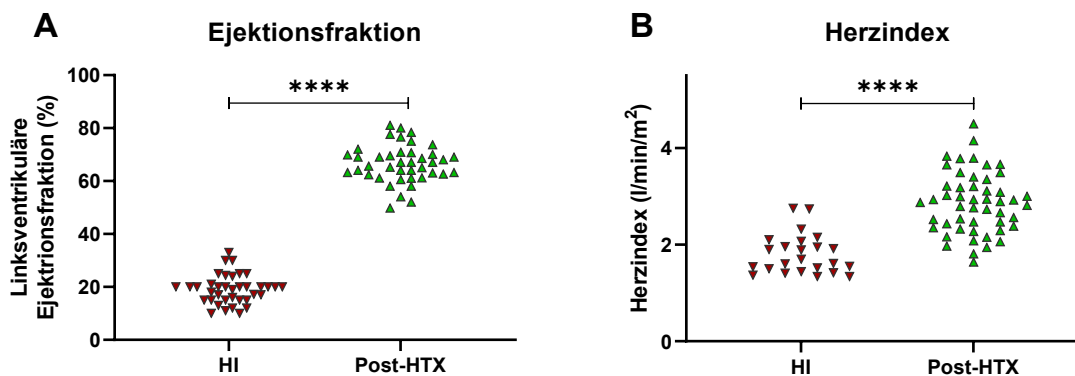 A
Ejektionsfraktion
Linksventrikuläre
Ejektrionsfraktion (%)
100
80
60
40
20
0
****
HI
Post-HTX
B
Herzindex
Herzindex (l/min/m²)
4
2
0
****
HI
Post-HTX